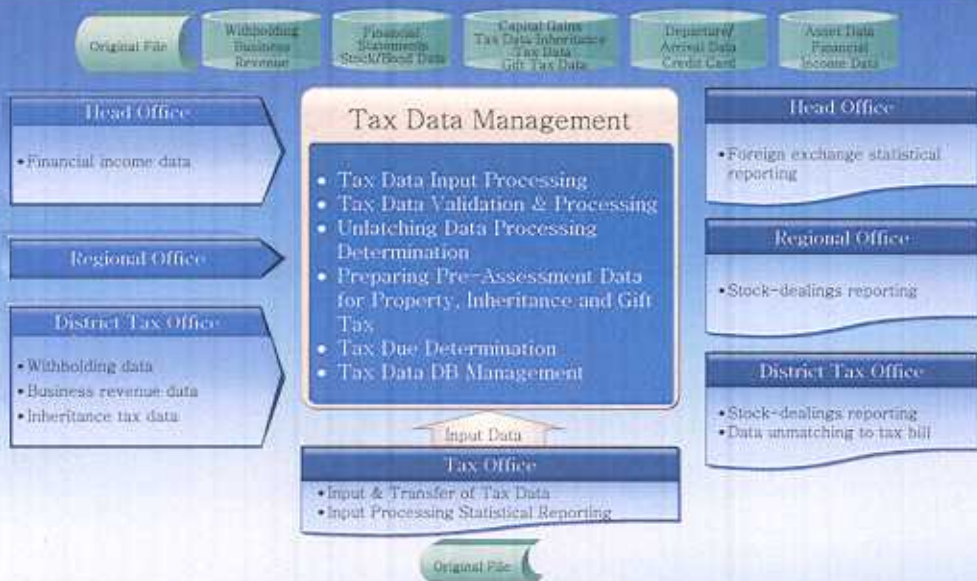 Original File
Withholding
Business
Revenue
Financial
Statements
Stock/Bond Data
Capital Gains
Tax Data Inheritance
Tax Data
Gift Tax Data
Departure/
Arrival Data
Credit Card
Asset Data
Financial
Income Data
Head Office
• Financial income data
Regional Office
District Tax Office
• Withholding data
• Business revenue data
• Inheritance tax data
Tax Data Management
• Tax Data Input Processing
• Tax Data Validation & Processing
• Unlatching Data Processing
Determination
• Preparing Pre-Assessment Data
for Property, Inheritance and Gift
Tax
• Tax Due Determination
• Tax Data DB Management
Input Data
Tax Office
• Input & Transfer of Tax Data
• Input Processing Statistical Reporting
Original File
Head Office
• Foreign exchange statistical
reporting
Regional Office
• Stock-dealings reporting
District Tax Office
• Stock-dealings reporting
• Data unmatching to tax bill